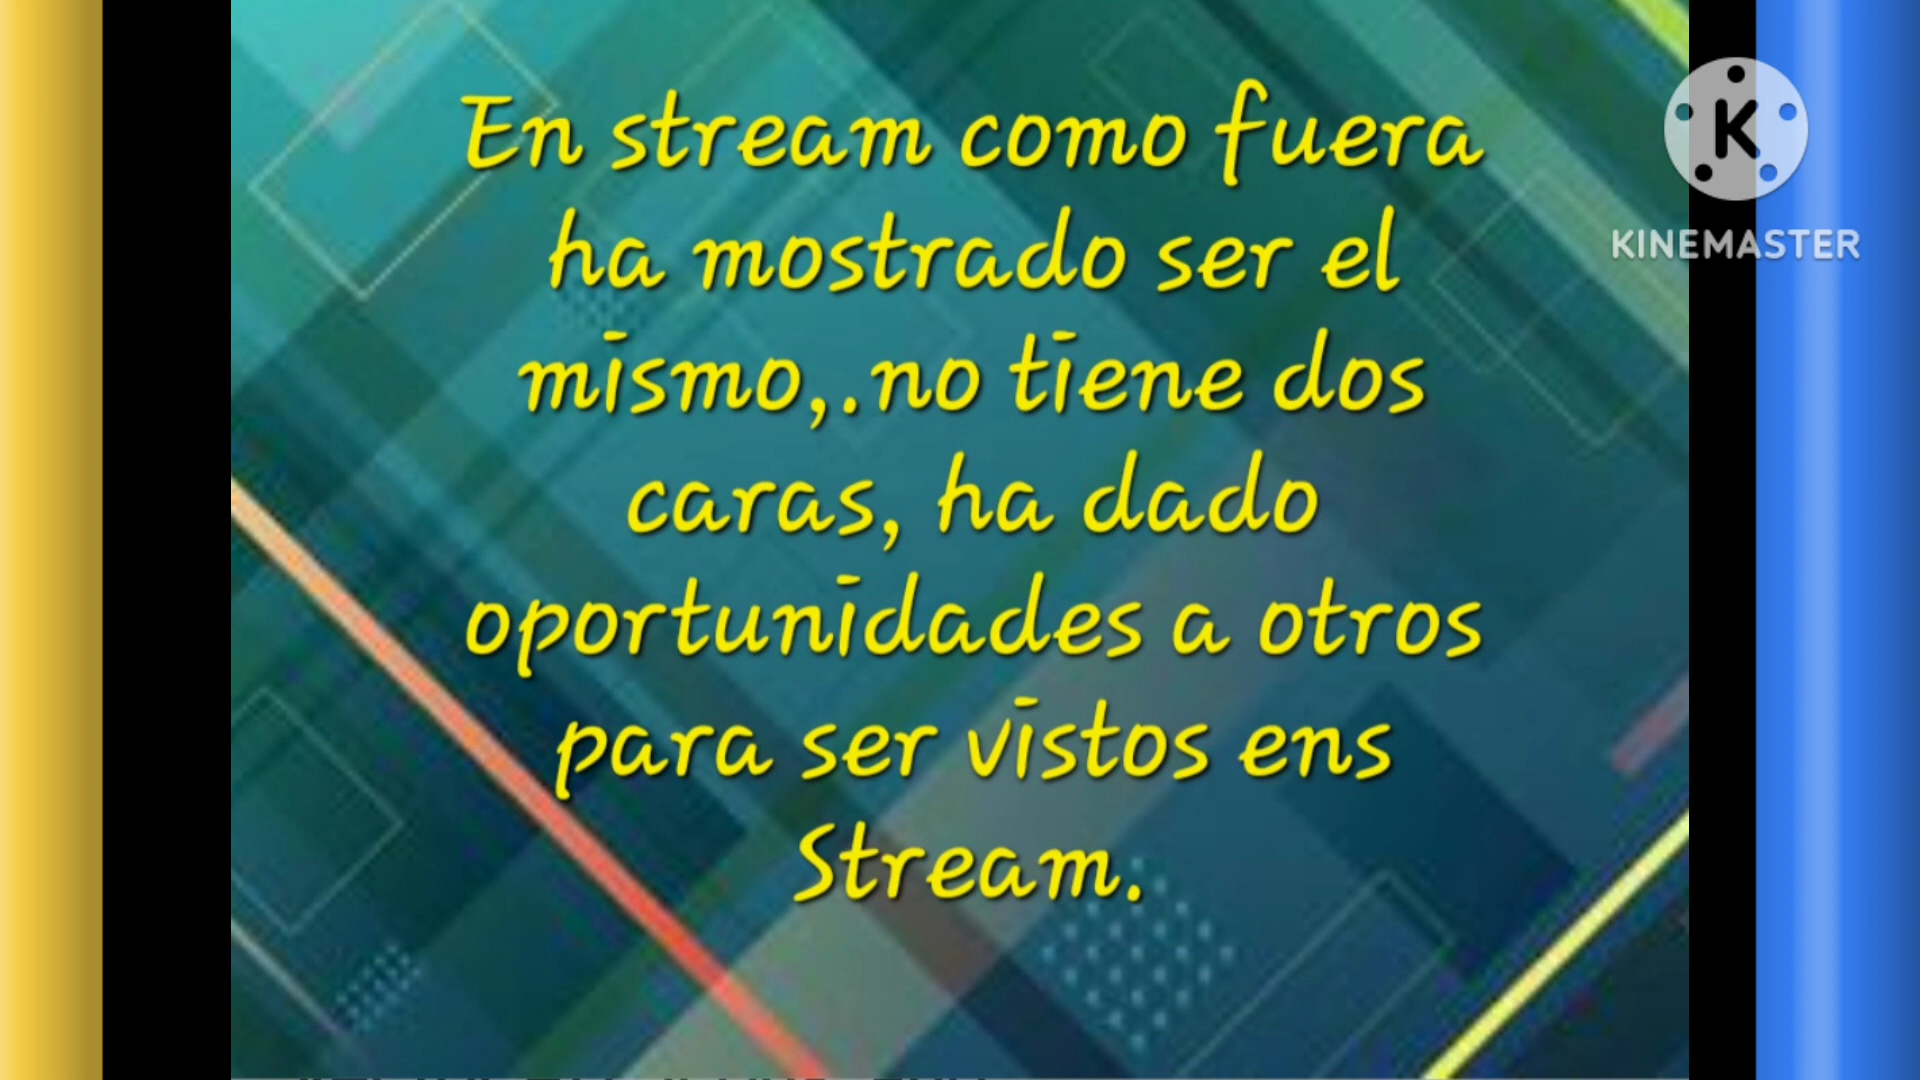 En stream como fuera
ha mostrado ser el
mismo,.no tiene dos
caras, ha dado
oportunidades a otros
para ser vistos ens
Stream.
K
KINEMASTER